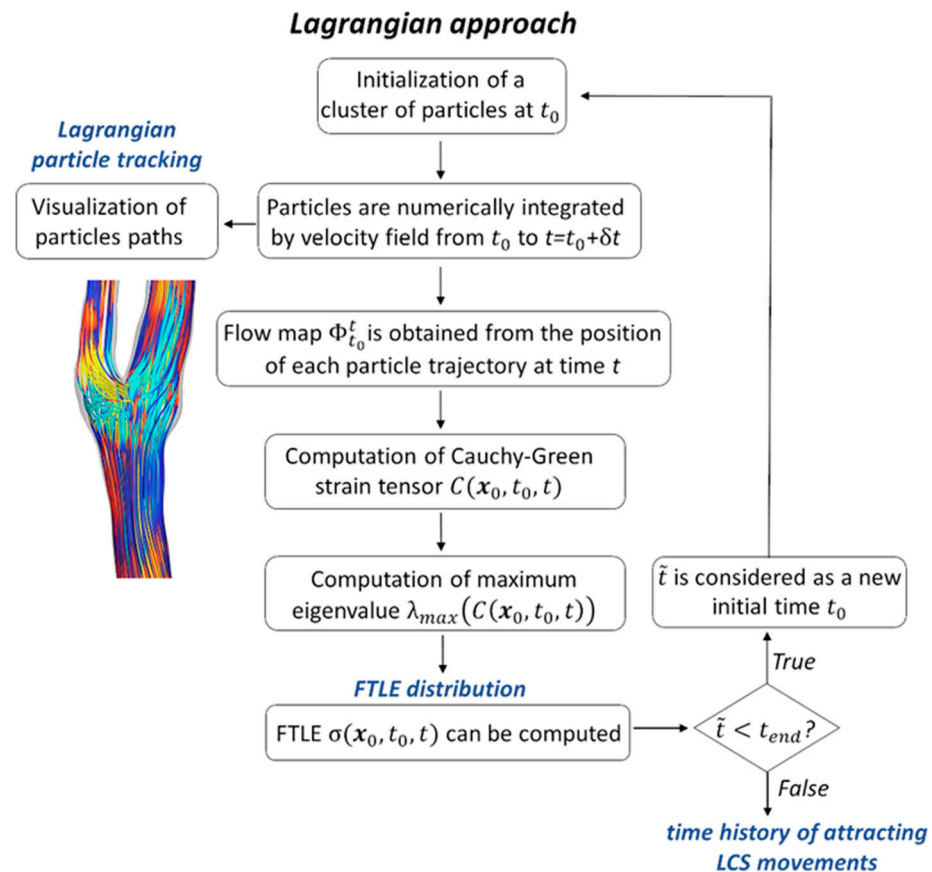 Lagrangian approach
Initialization of a
cluster of particles at t₀
Lagrangian
particle tracking
Visualization of
particles paths
Particles are numerically integrated
by velocity field from t₀ to t=t₀+δt
Flow map Φᵗₜ₀ is obtained from the position
of each particle trajectory at time t
Computation of Cauchy-Green
strain tensor C(x₀, t₀, t)
Computation of maximum
eigenvalue λₘₐₓ(C(x₀, t₀, t))
t̃ is considered as a new
initial time t₀
True
FTLE distribution
FTLE σ(x₀, t₀, t) can be computed
t̃ < t_end?
False
time history of attracting
LCS movements